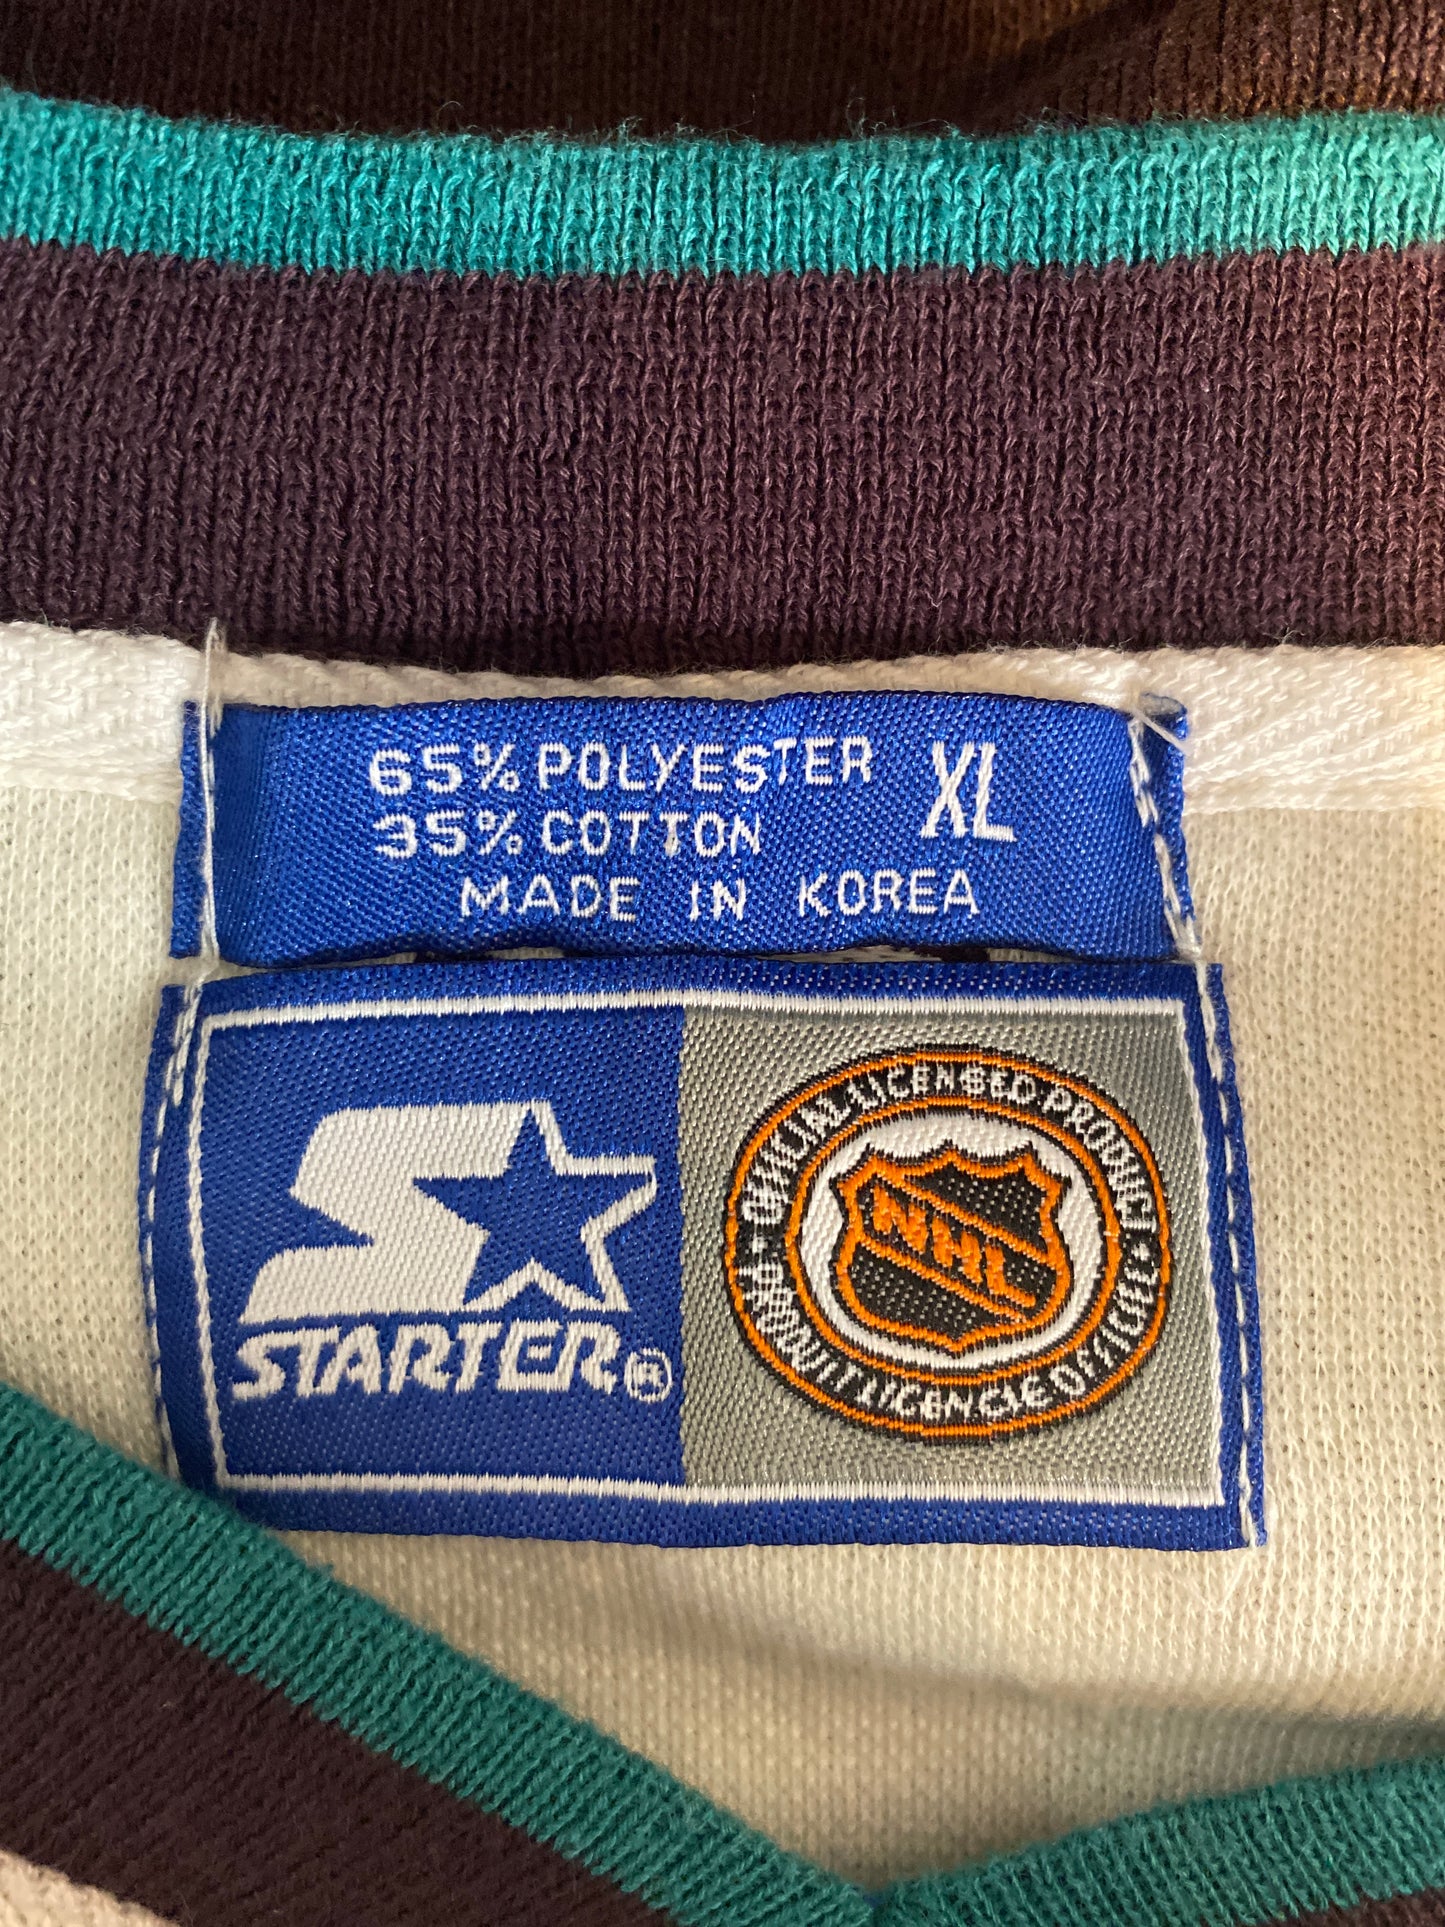 65% POLYESTER XL
35% COTTON
MADE IN KOREA
STARTER®
NHL